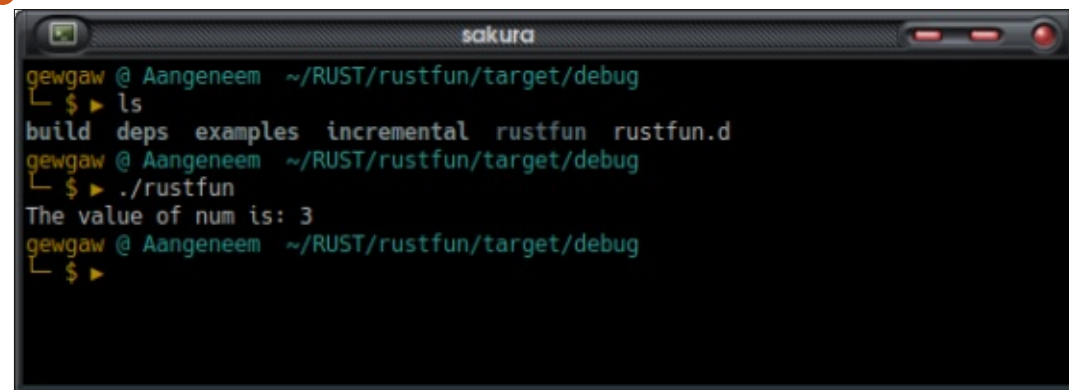 sakura
gewgaw @ Aangeneem ~/RUST/rustfun/target/debug
└─ $ ▸ ls
build deps examples incremental rustfun rustfun.d
gewgaw @ Aangeneem ~/RUST/rustfun/target/debug
└─ $ ▸ ./rustfun
The value of num is: 3
gewgaw @ Aangeneem ~/RUST/rustfun/target/debug
└─ $ ▸